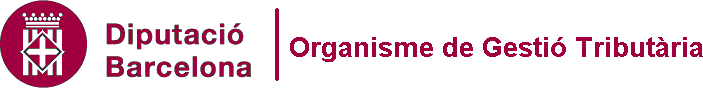 Diputació
Barcelona
Organisme de Gestió Tributària